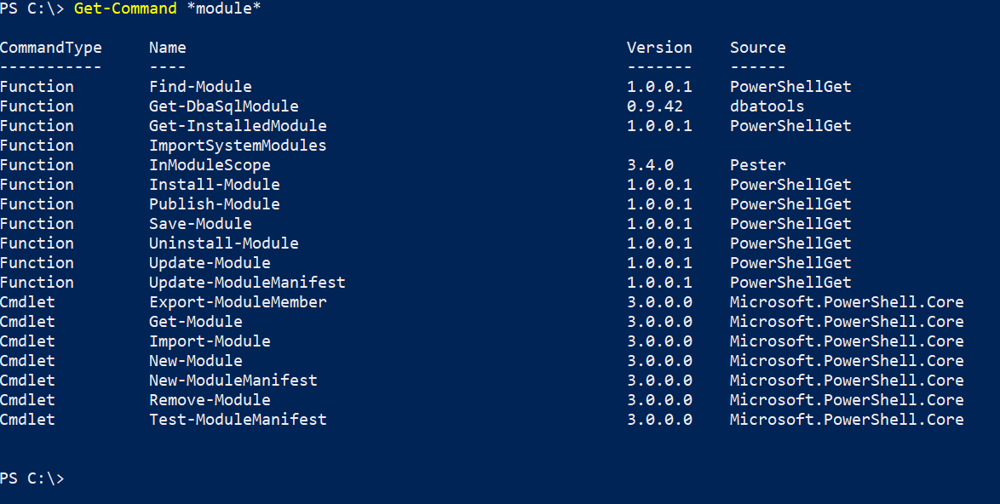 PS C:\> Get-Command *module*
CommandType     Name                                               Version    Source
-----------     ----                                               -------    ------
Function        Find-Module                                        1.0.0.1    PowerShellGet
Function        Get-DbaSqlModule                                   0.9.42     dbatools
Function        Get-InstalledModule                                1.0.0.1    PowerShellGet
Function        ImportSystemModules
Function        InModuleScope                                      3.4.0      Pester
Function        Install-Module                                     1.0.0.1    PowerShellGet
Function        Publish-Module                                     1.0.0.1    PowerShellGet
Function        Save-Module                                        1.0.0.1    PowerShellGet
Function        Uninstall-Module                                   1.0.0.1    PowerShellGet
Function        Update-Module                                      1.0.0.1    PowerShellGet
Function        Update-ModuleManifest                              1.0.0.1    PowerShellGet
Cmdlet          Export-ModuleMember                                3.0.0.0    Microsoft.PowerShell.Core
Cmdlet          Get-Module                                         3.0.0.0    Microsoft.PowerShell.Core
Cmdlet          Import-Module                                      3.0.0.0    Microsoft.PowerShell.Core
Cmdlet          New-Module                                         3.0.0.0    Microsoft.PowerShell.Core
Cmdlet          New-ModuleManifest                                 3.0.0.0    Microsoft.PowerShell.Core
Cmdlet          Remove-Module                                      3.0.0.0    Microsoft.PowerShell.Core
Cmdlet          Test-ModuleManifest                                3.0.0.0    Microsoft.PowerShell.Core
PS C:\>